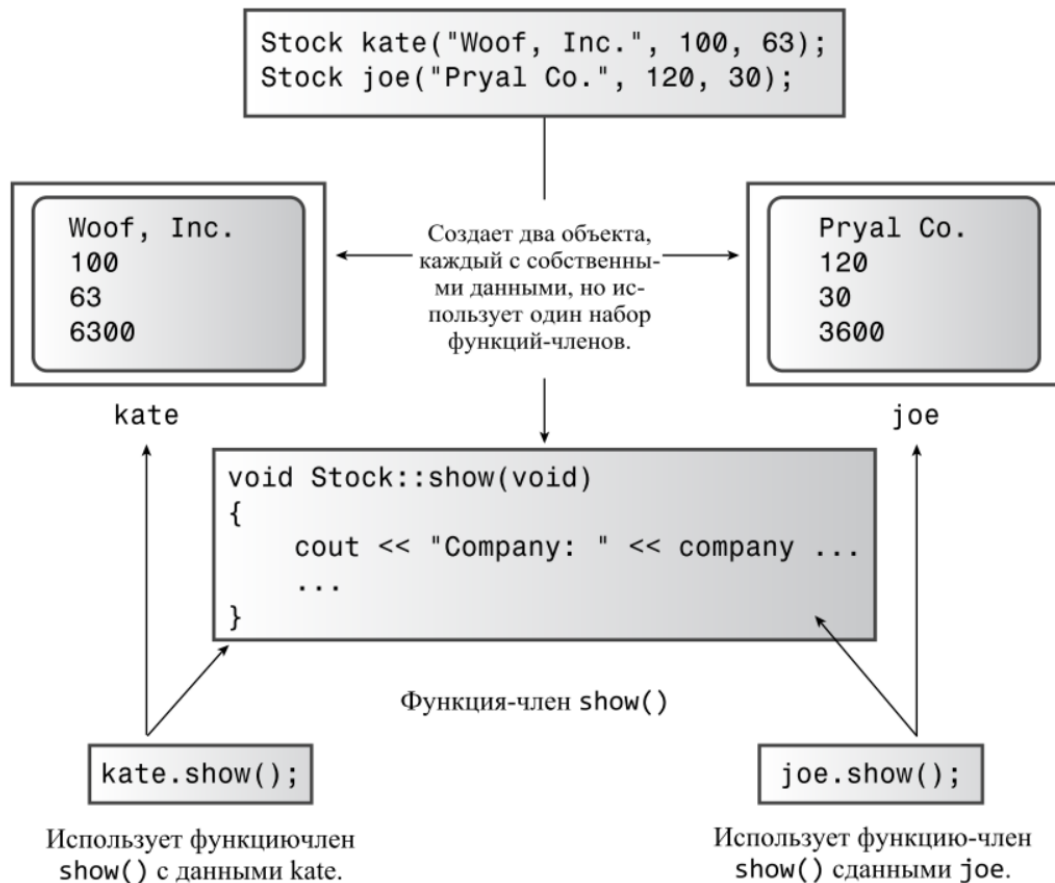 Stock kate("Woof, Inc.", 100, 63);
Stock joe("Pryal Co.", 120, 30);
Woof, Inc.
100
63
6300
kate
Создает два объекта,
каждый с собственны-
ми данными, но ис-
пользует один набор
функций-членов.
Pryal Co.
120
30
3600
joe
void Stock::show(void)
{
cout << "Company: " << company ...
...
}
Функция-член show()
kate.show();
Использует функциючлен
show() с данными kate.
joe.show();
Использует функцию-член
show() сданными joe.